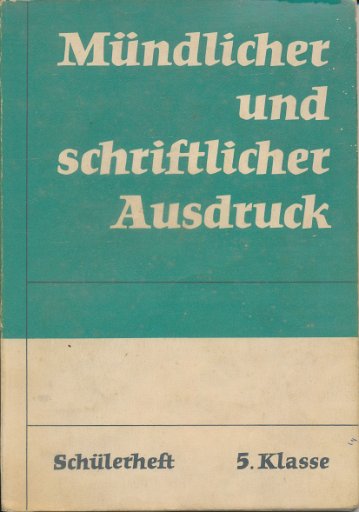 Mündlicher
und
schriftlicher
Ausdruck
Schülerheft 5. Klasse